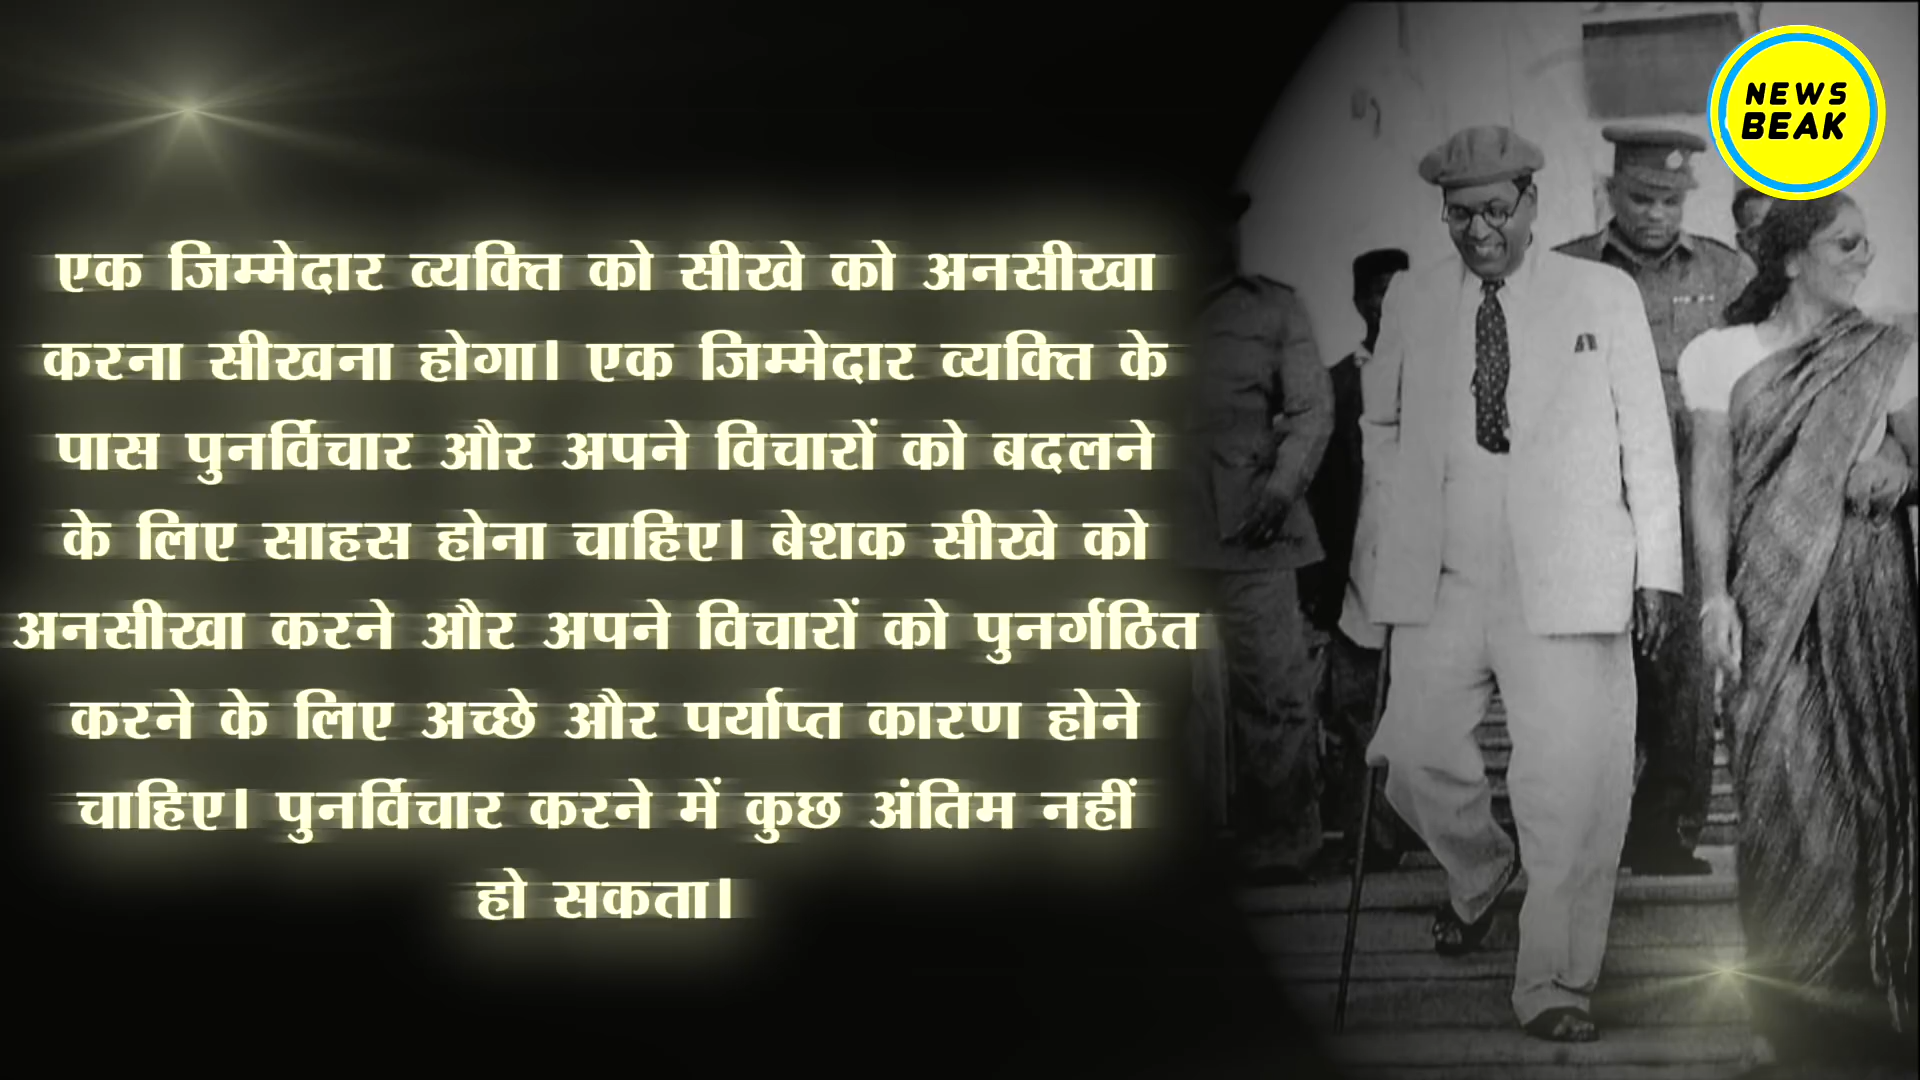 NEWS
BEAK
एक जिम्मेदार व्यक्ति को सीखे को अनसीखा
करना सीखना होगा। एक जिम्मेदार व्यक्ति के
पास पुनर्विचार और अपने विचारों को बदलने
के लिए साहस होना चाहिए। बेशक सीखे को
अनसीखा करने और अपने विचारों को पुनर्गठित
करने के लिए अच्छे और पर्याप्त कारण होने
चाहिए। पुनर्विचार करने में कुछ अंतिम नहीं
हो सकता।